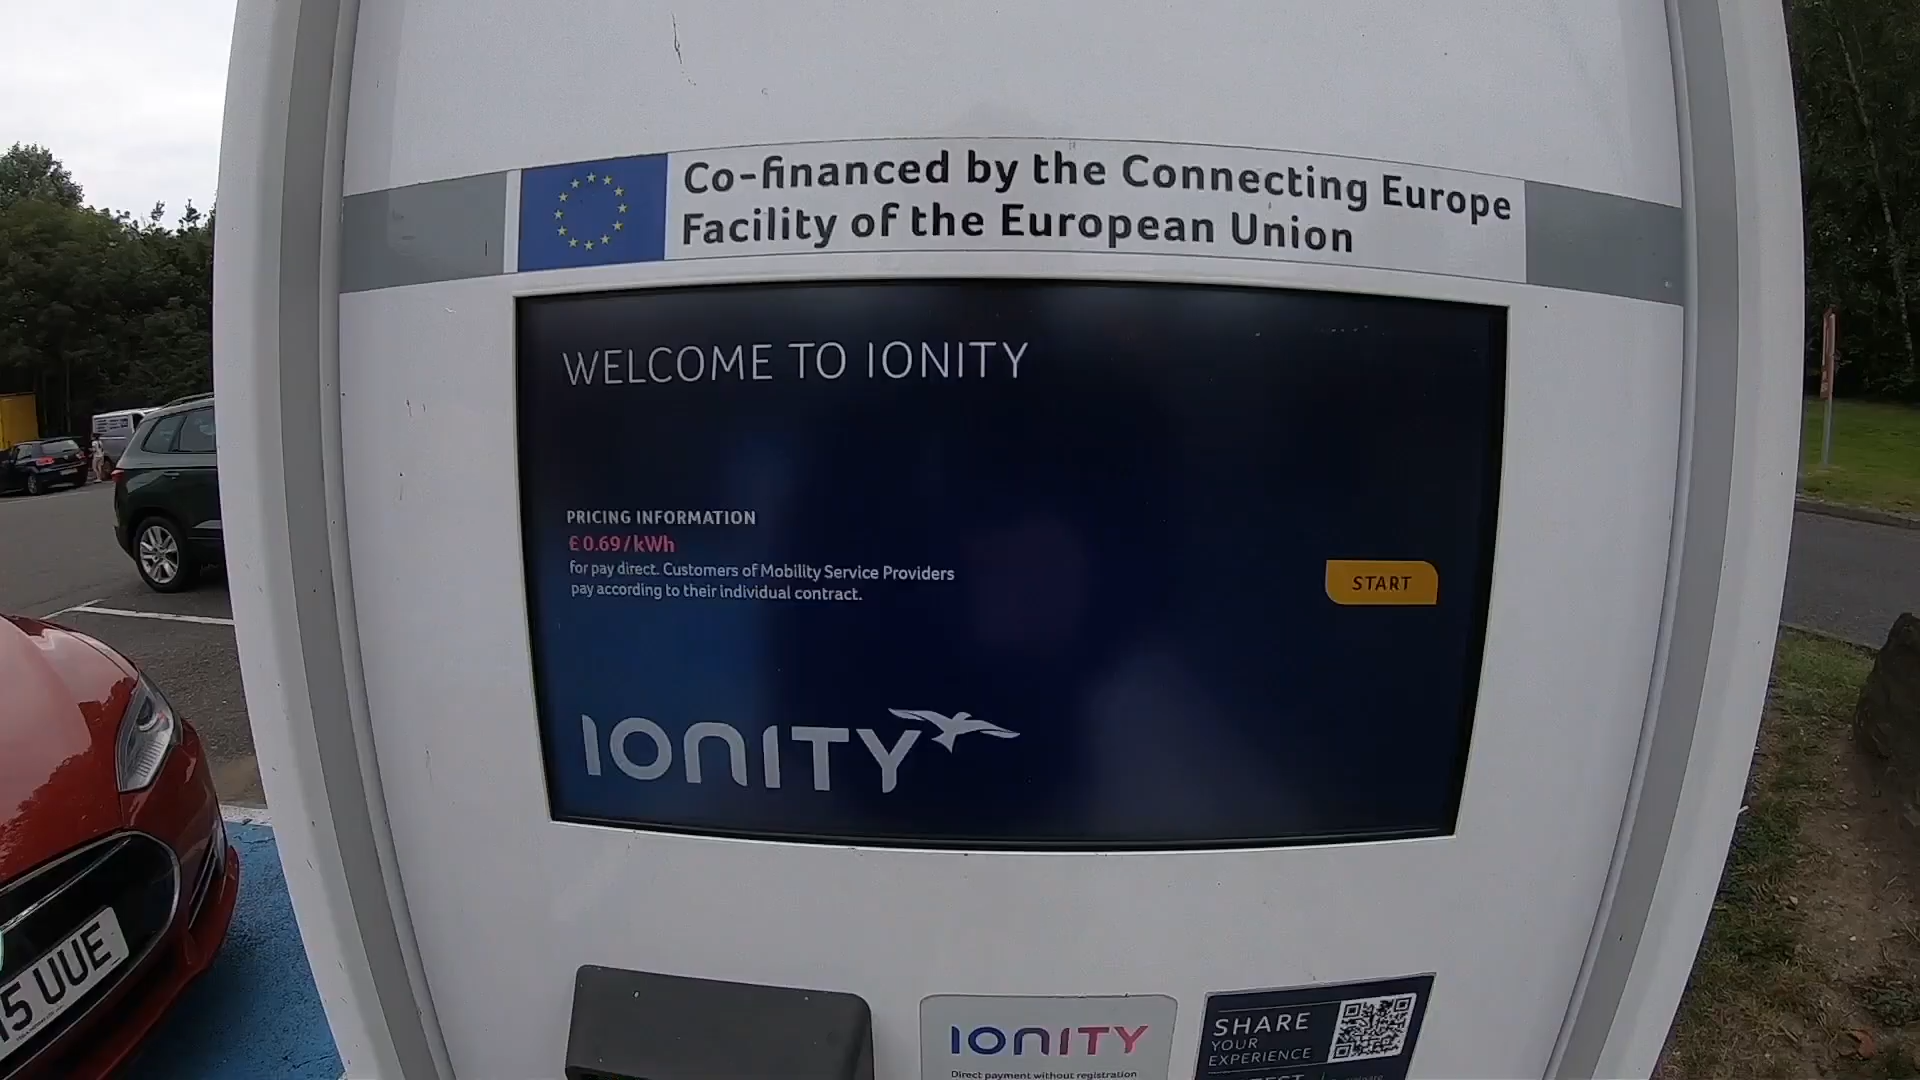 Co-financed by the Connecting Europe
Facility of the European Union
WELCOME TO IONITY
PRICING INFORMATION
£0.69/kWh
for pay direct. Customers of Mobility Service Providers
pay according to their individual contract.
START
IONITY
5 UUE
IONITY
Direct payment without registration
SHARE
YOUR
EXPERIENCE